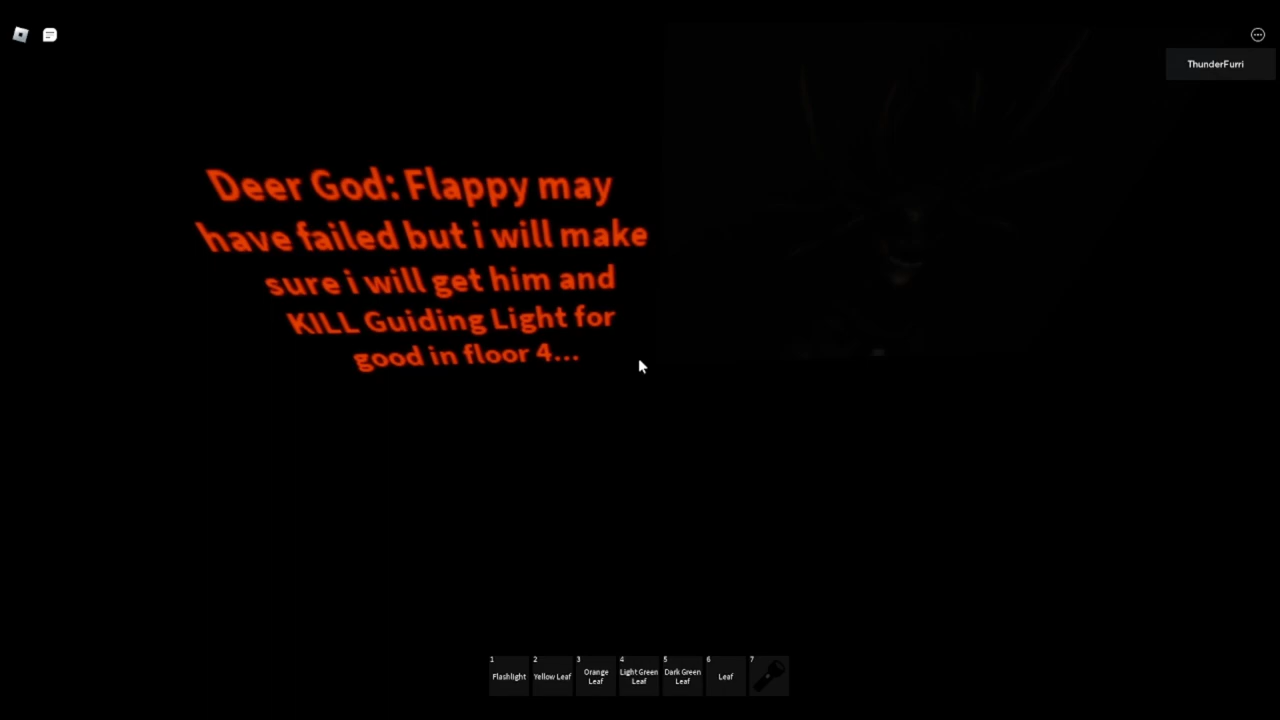 ThunderFurri
Deer God: Flappy may
have failed but i will make
sure i will get him and
KILL Guiding Light for
good in floor 4...
1
Flashlight
2
Yellow Leaf
3
Orange
Leaf
4
Light Green
Leaf
5
Dark Green
Leaf
6
Leaf
7